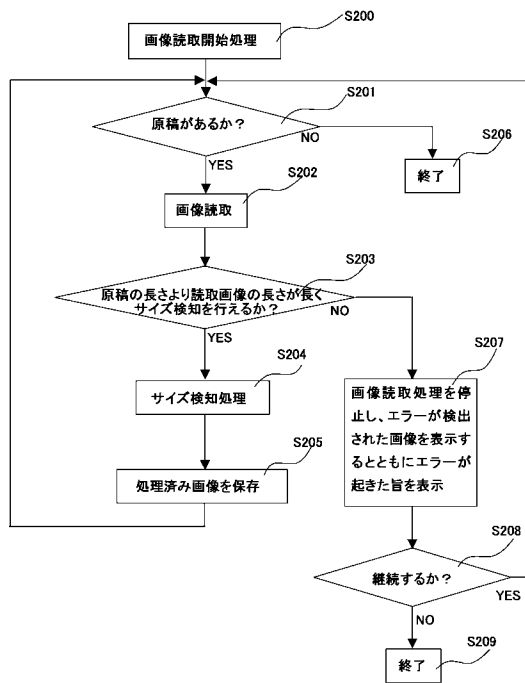 S200
画像読取開始処理
S201
原稿があるか?
NO
YES
S206
終了
S202
画像読取
S203
原稿の長さより読取画像の長さが長く
サイズ検知を行えるか?
NO
YES
S204
サイズ検知処理
S205
処理済み画像を保存
S207
画像読取処理を停
止し、エラーが検出
された画像を表示す
るとともにエラーが
起きた旨を表示
S208
継続するか?
YES
NO
S209
終了